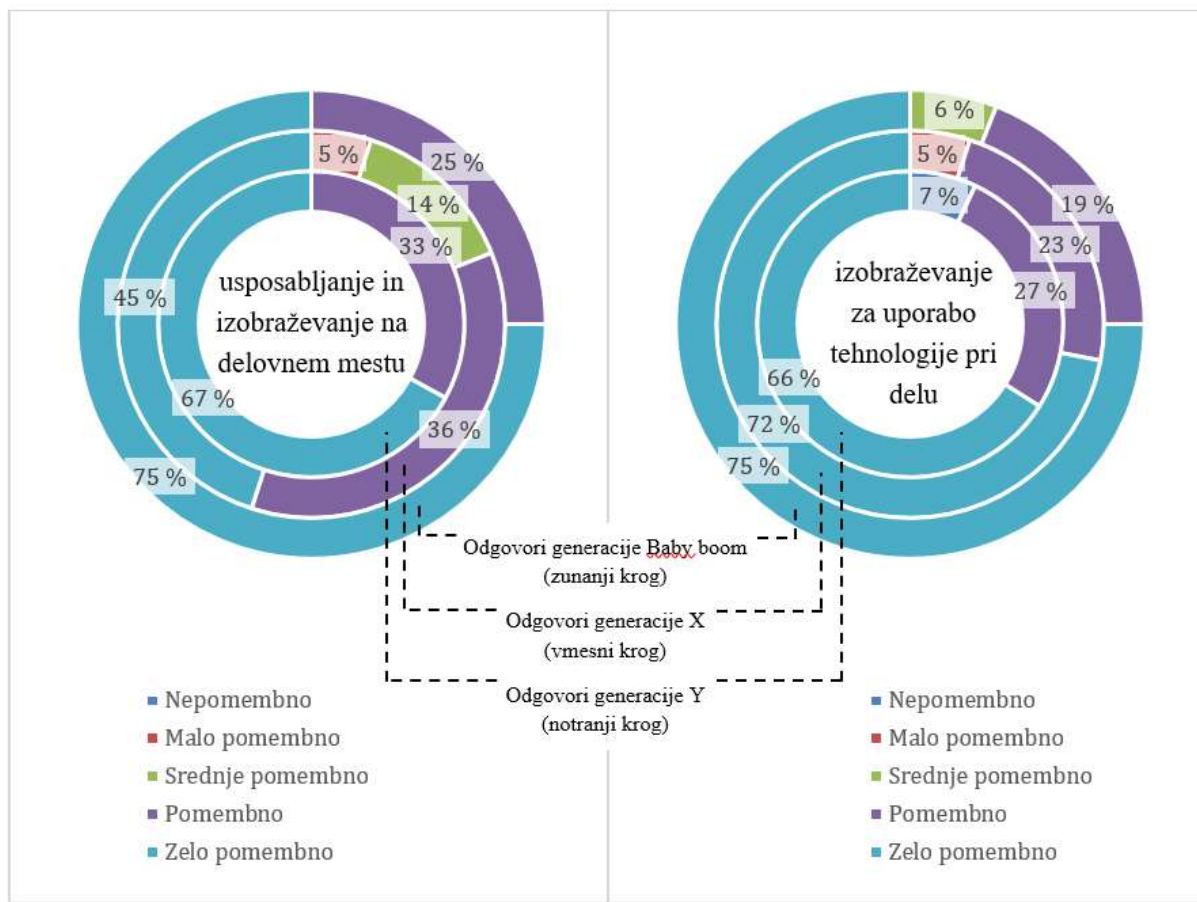 25 %
5 %
14 %
33 %
45 %
67 %
36 %
75 %
usposabljanje in
izobraževanje na
delovnem mestu
6 %
5 %
7 %
19 %
23 %
27 %
66 %
72 %
75 %
izobraževanje
za uporabo
tehnologije pri
delu
Odgovori generacije Baby boom
(zunanji krog)
Odgovori generacije X
(vmesni krog)
Odgovori generacije Y
(notranji krog)
Nepomembno
Malo pomembno
Srednje pomembno
Pomembno
Zelo pomembno
Nepomembno
Malo pomembno
Srednje pomembno
Pomembno
Zelo pomembno